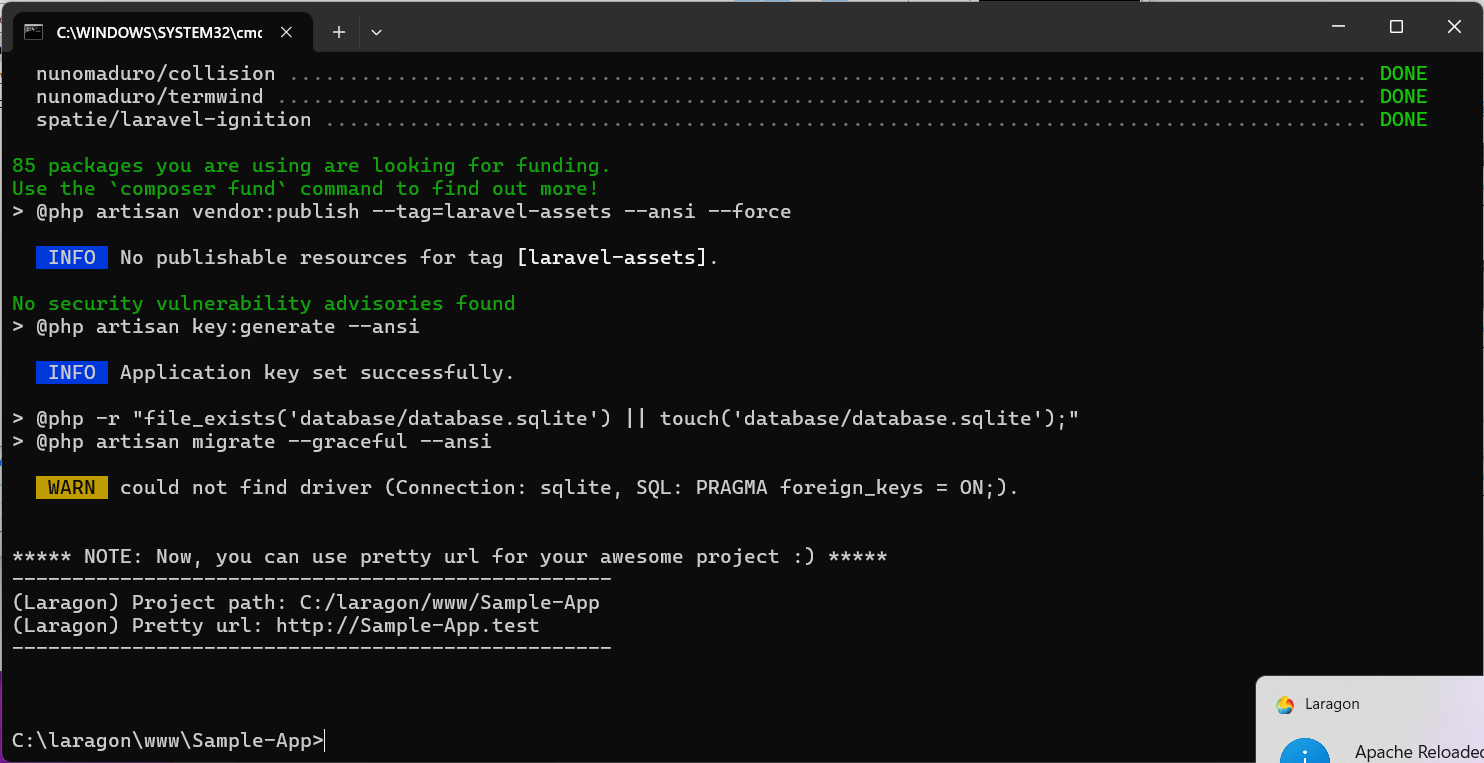 C:\WINDOWS\SYSTEM32\cmd
nunomaduro/collision ........................................................................................... DONE
nunomaduro/termwind ............................................................................................ DONE
spatie/laravel-ignition ........................................................................................ DONE
85 packages you are using are looking for funding.
Use the `composer fund` command to find out more!
> @php artisan vendor:publish --tag=laravel-assets --ansi --force
INFO No publishable resources for tag [laravel-assets].
No security vulnerability advisories found
> @php artisan key:generate --ansi
INFO Application key set successfully.
> @php -r "file_exists('database/database.sqlite') || touch('database/database.sqlite');"
> @php artisan migrate --graceful --ansi
WARN could not find driver (Connection: sqlite, SQL: PRAGMA foreign_keys = ON;).
***** NOTE: Now, you can use pretty url for your awesome project :) *****
--------------------------------------------------
(Laragon) Project path: C:/laragon/www/Sample-App
(Laragon) Pretty url: http://Sample-App.test
--------------------------------------------------
Laragon
Apache Reloaded
C:\laragon\www\Sample-App>